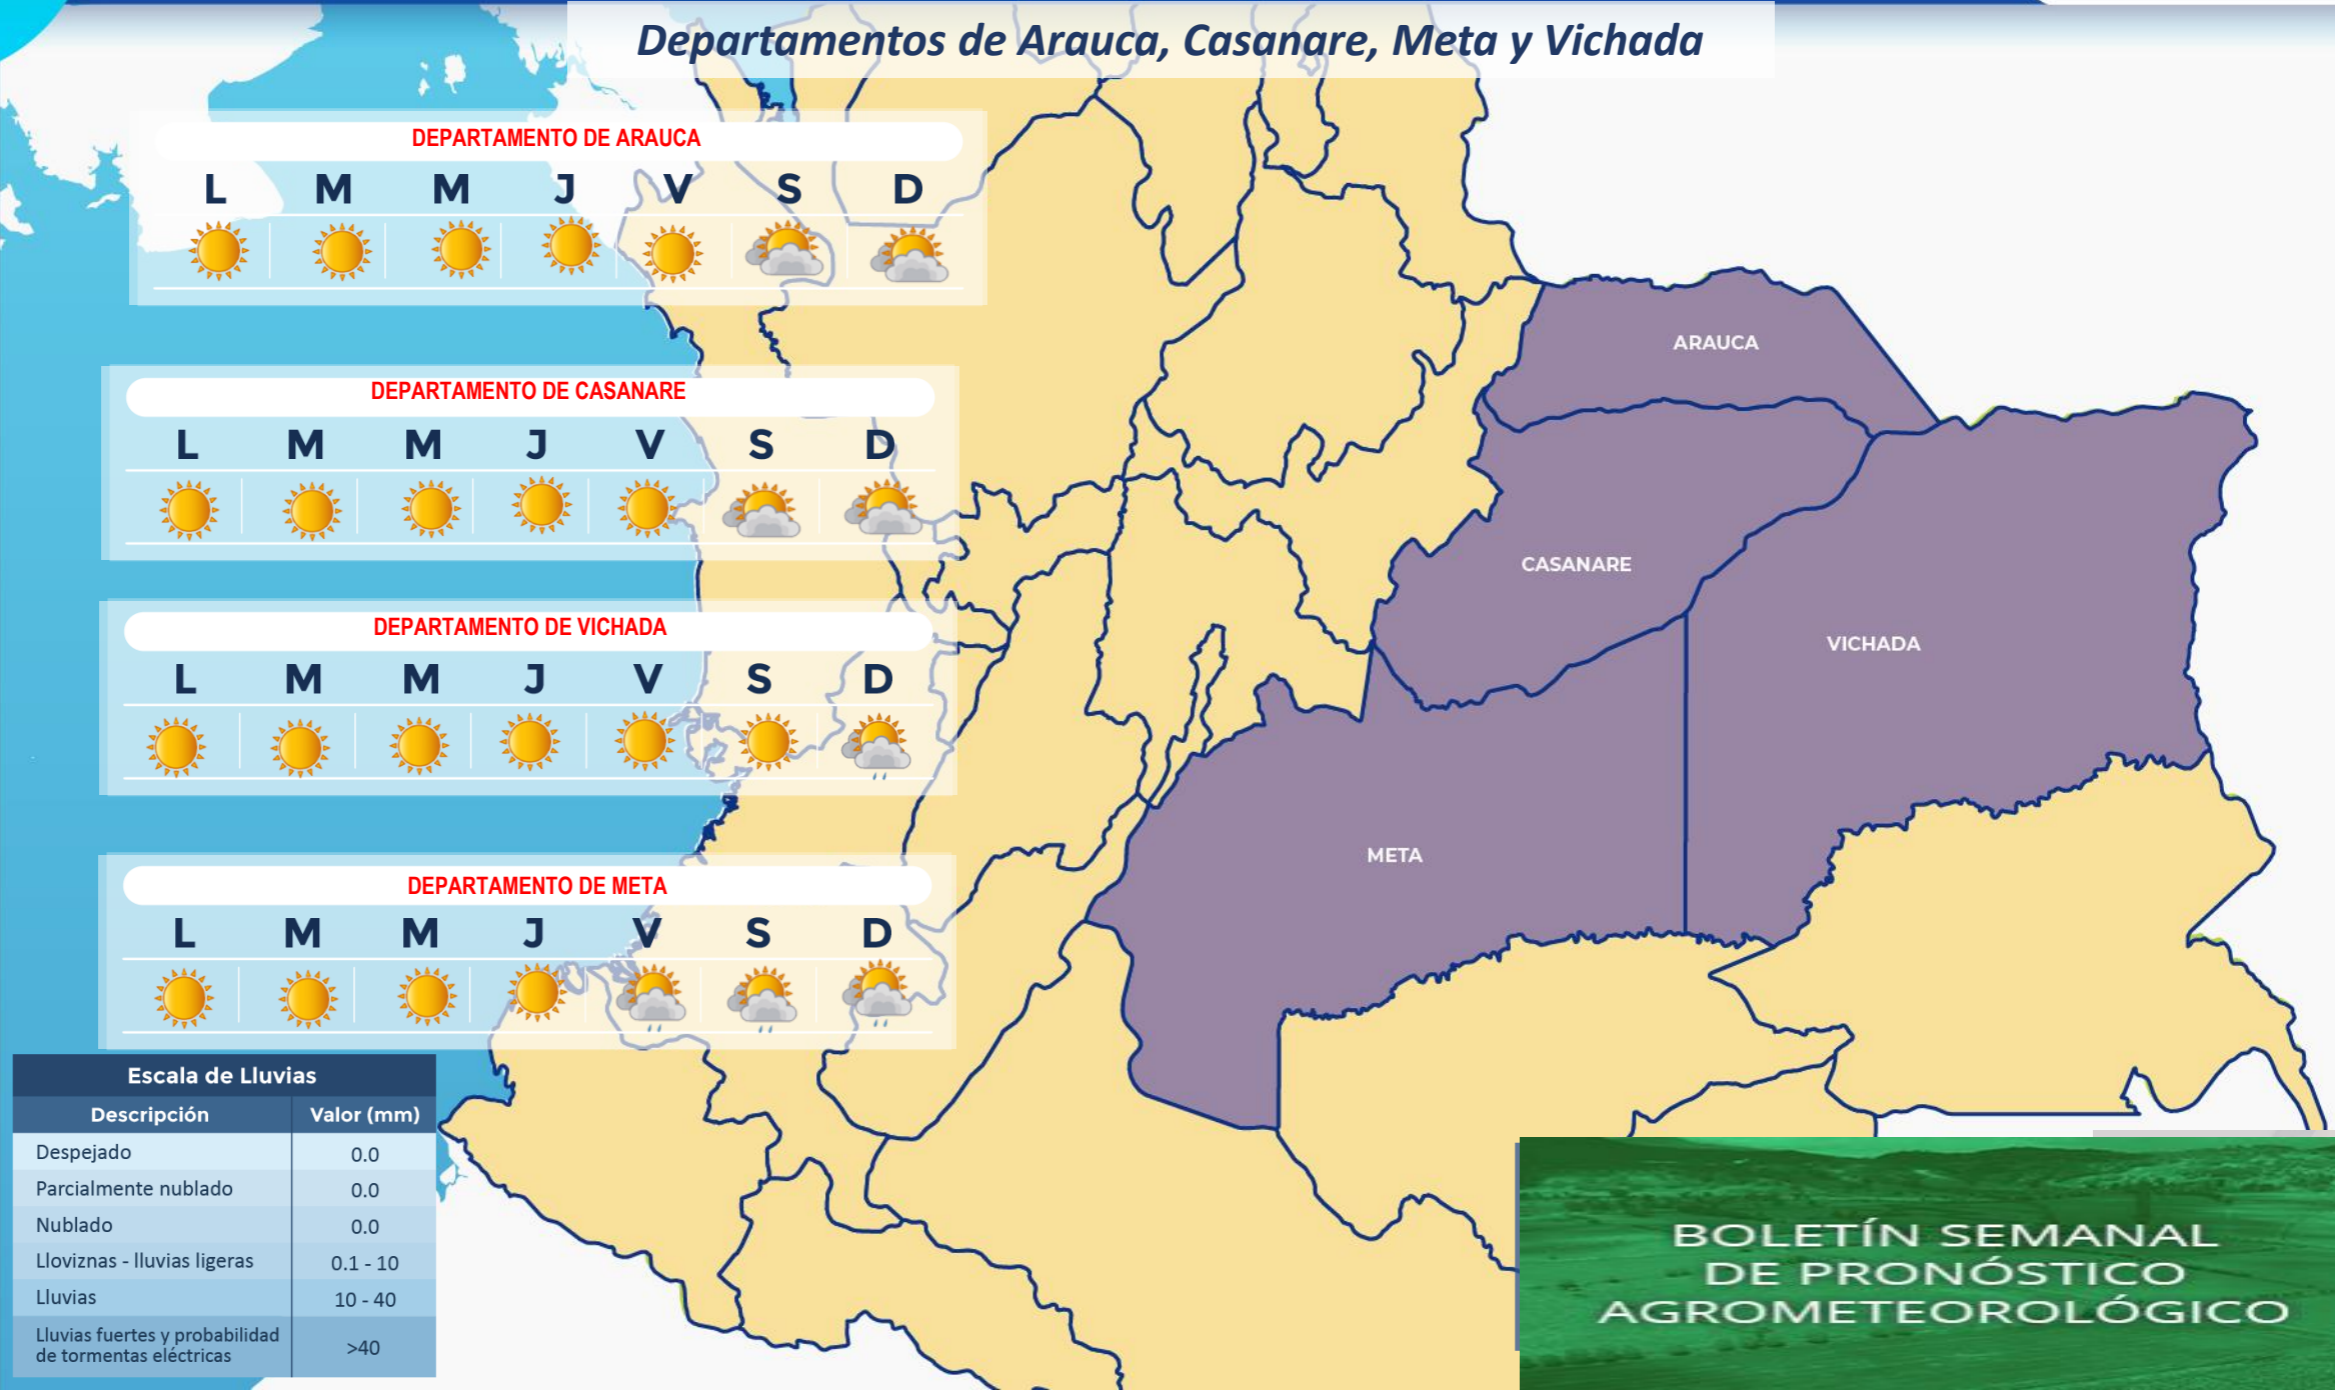 Departamentos de Arauca, Casanare, Meta y Vichada
DEPARTAMENTO DE ARAUCA
L M M J V S D
DEPARTAMENTO DE CASANARE
L M M J V S D
DEPARTAMENTO DE VICHADA
L M M J V S D
DEPARTAMENTO DE META
L M M J V S D
ARAUCA
CASANARE
VICHADA
META
Escala de Lluvias
Descripción Valor (mm)
Despejado 0.0
Parcialmente nublado 0.0
Nublado 0.0
Lloviznas - lluvias ligeras 0.1 - 10
Lluvias 10 - 40
Lluvias fuertes y probabilidad
de tormentas eléctricas >40
BOLETÍN SEMANAL
DE PRONÓSTICO
AGROMETEOROLÓGICO